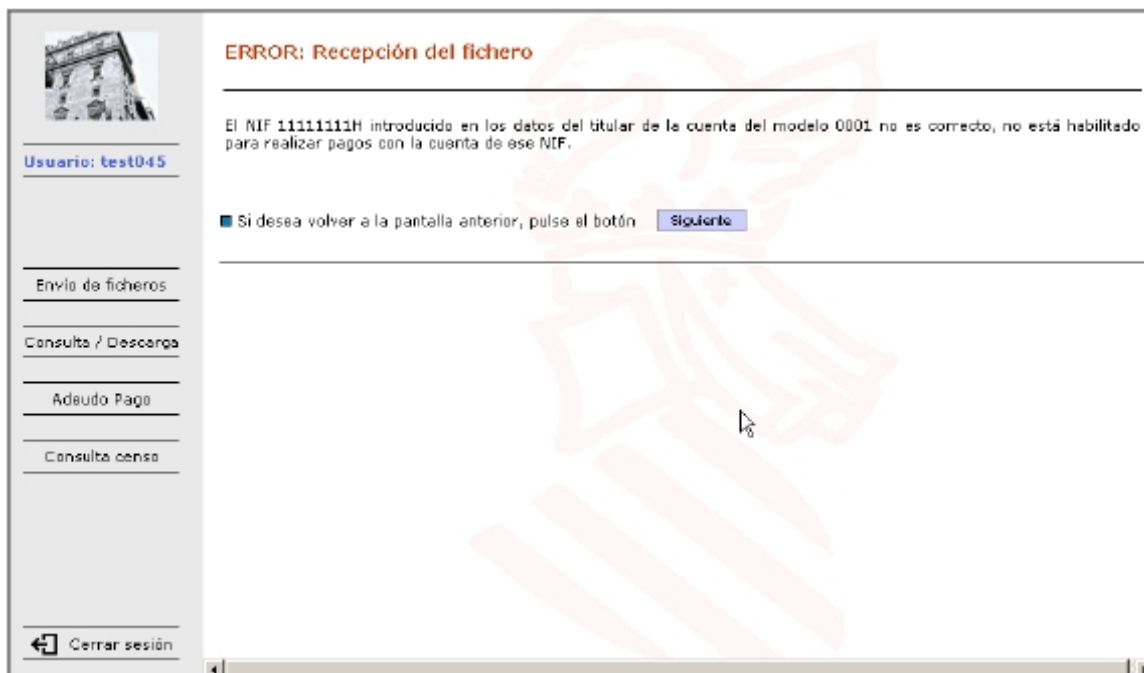 ERROR: Recepción del fichero
El NIF 11111111H introducido en los datos del titular de la cuenta del modelo 0001 no es correcto, no está habilitado
para realizar pagos con la cuenta de ese NIF.
Usuario: test045
Si desea volver a la pantalla anterior, pulse el botón Siguiente
Envío de ficheros
Consulta / Descarga
Adeudo Pago
Consulta censo
Cerrar sesión